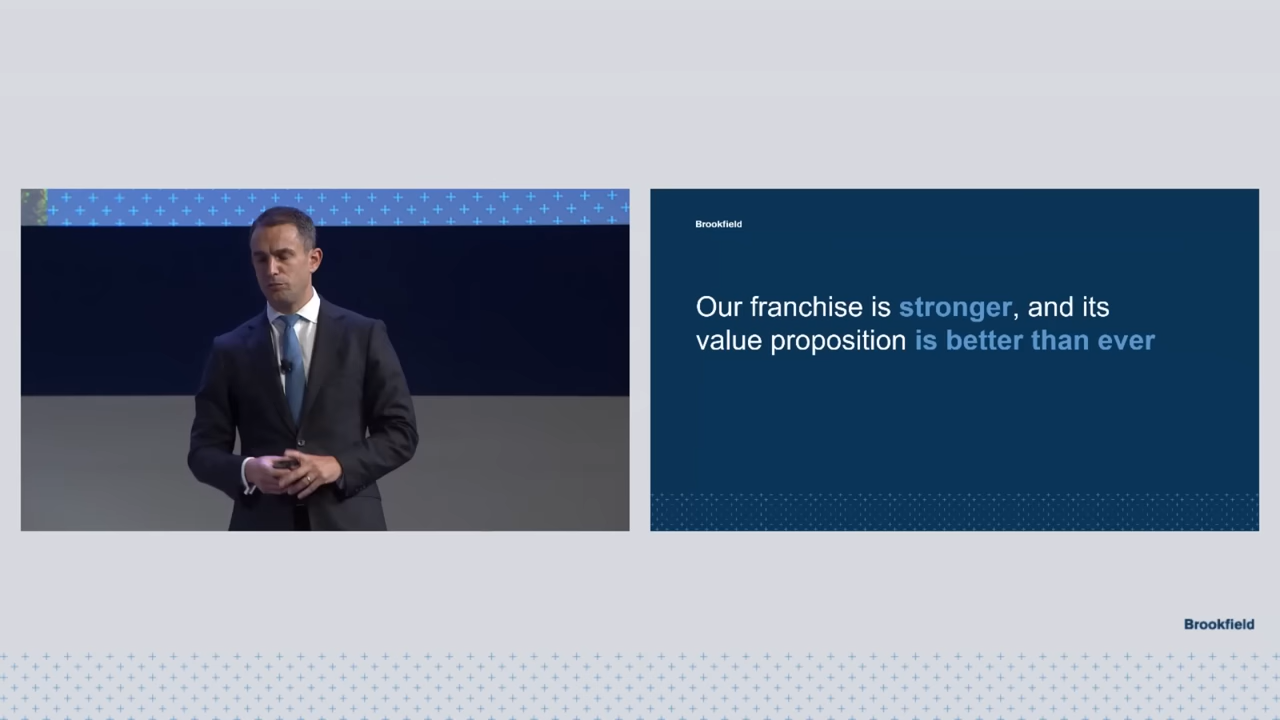 Brookfield
Our franchise is stronger, and its
value proposition is better than ever
Brookfield